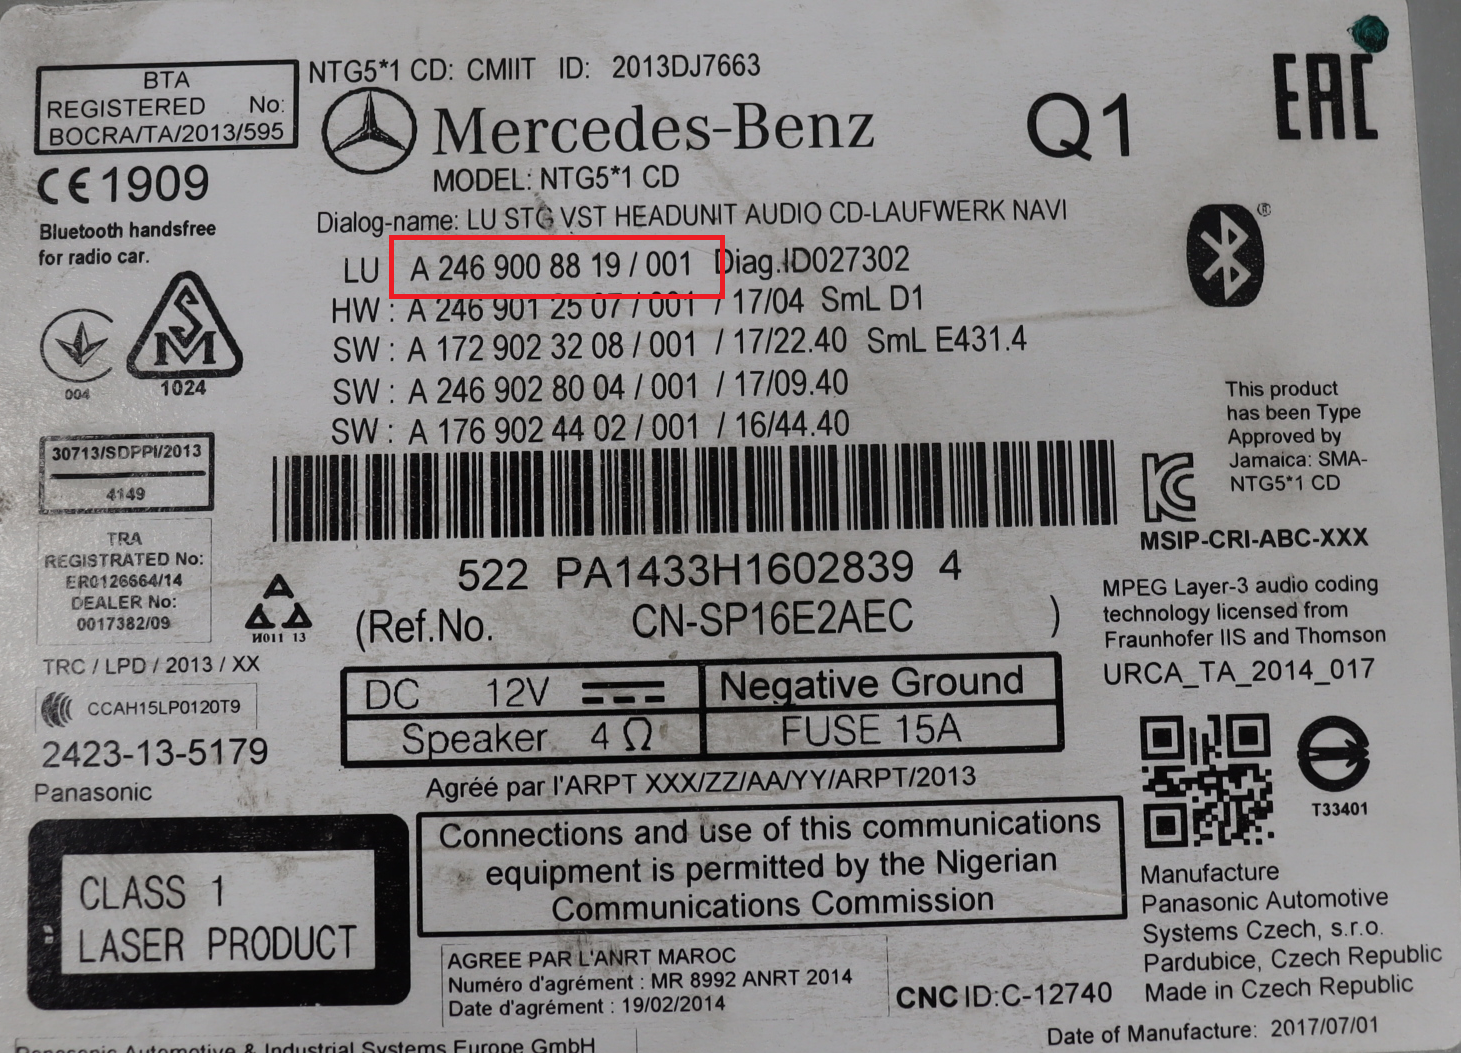 NTG5*1 CD: CMIIT ID: 2013DJ7663
BTA
REGISTERED No:
BOCRA/TA/2013/595
Mercedes-Benz
Q1
EAC
CE1909
MODEL: NTG5*1 CD
Bluetooth handsfree
for radio car.
Dialog-name: LU STG VST HEADUNIT AUDIO CD-LAUFWERK NAVI
®
LU A 246 900 88 19 / 001 Diag.ID027302
HW : A 246 901 25 07 / 001 / 17/04 SmL D1
SW : A 172 902 32 08 / 001 / 17/22.40 SmL E431.4
SW : A 246 902 80 04 / 001 / 17/09.40
SW : A 176 902 44 02 / 001 / 16/44.40
004
S
M
1024
30713/SDPPI/2013
4149
TRA
REGISTRATED No:
ER0126664/14
DEALER No:
0017382/09
И011 13
This product
has been Type
Approved by
Jamaica: SMA-
NTG5*1 CD
MSIP-CRI-ABC-XXX
522 PA1433H1602839 4
(Ref.No. CN-SP16E2AEC )
MPEG Layer-3 audio coding
technology licensed from
Fraunhofer IIS and Thomson
URCA_TA_2014_017
TRC / LPD / 2013 / XX
CCAH15LP0120T9
2423-13-5179
Panasonic
DC 12V
Negative Ground
Speaker 4 Ω
FUSE 15A
Agréé par l'ARPT XXX/ZZ/AA/YY/ARPT/2013
T33401
CLASS 1
LASER PRODUCT
Connections and use of this communications
equipment is permitted by the Nigerian
Communications Commission
Manufacture
Panasonic Automotive
Systems Czech, s.r.o.
Pardubice, Czech Republic
Made in Czech Republic
AGREE PAR L'ANRT MAROC
Numéro d'agrément : MR 8992 ANRT 2014
Date d'agrément : 19/02/2014
CNC ID:C-12740
Date of Manufacture: 2017/07/01
Panasonic Automotive & Industrial Systems Europe GmbH